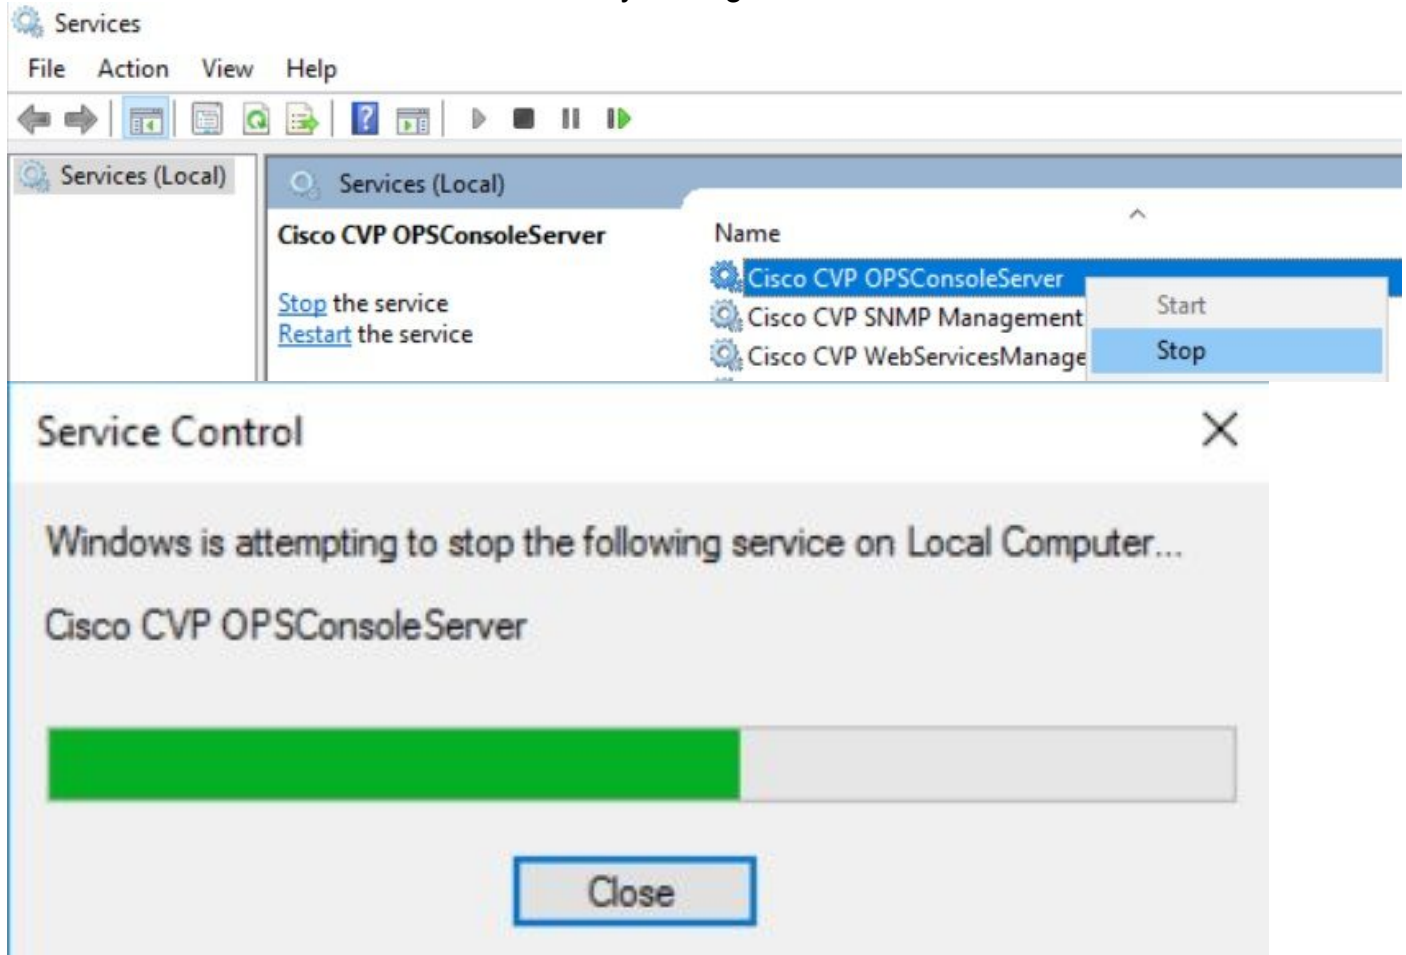 Services
File Action View Help
Services (Local)
Services (Local)
Cisco CVP OPSConsoleServer
Stop the service
Restart the service
Name
Cisco CVP OPSConsoleServer
Cisco CVP SNMP Management
Cisco CVP WebServicesManage
Start
Stop
Service Control
Windows is attempting to stop the following service on Local Computer...
Cisco CVP OPSConsoleServer
Close